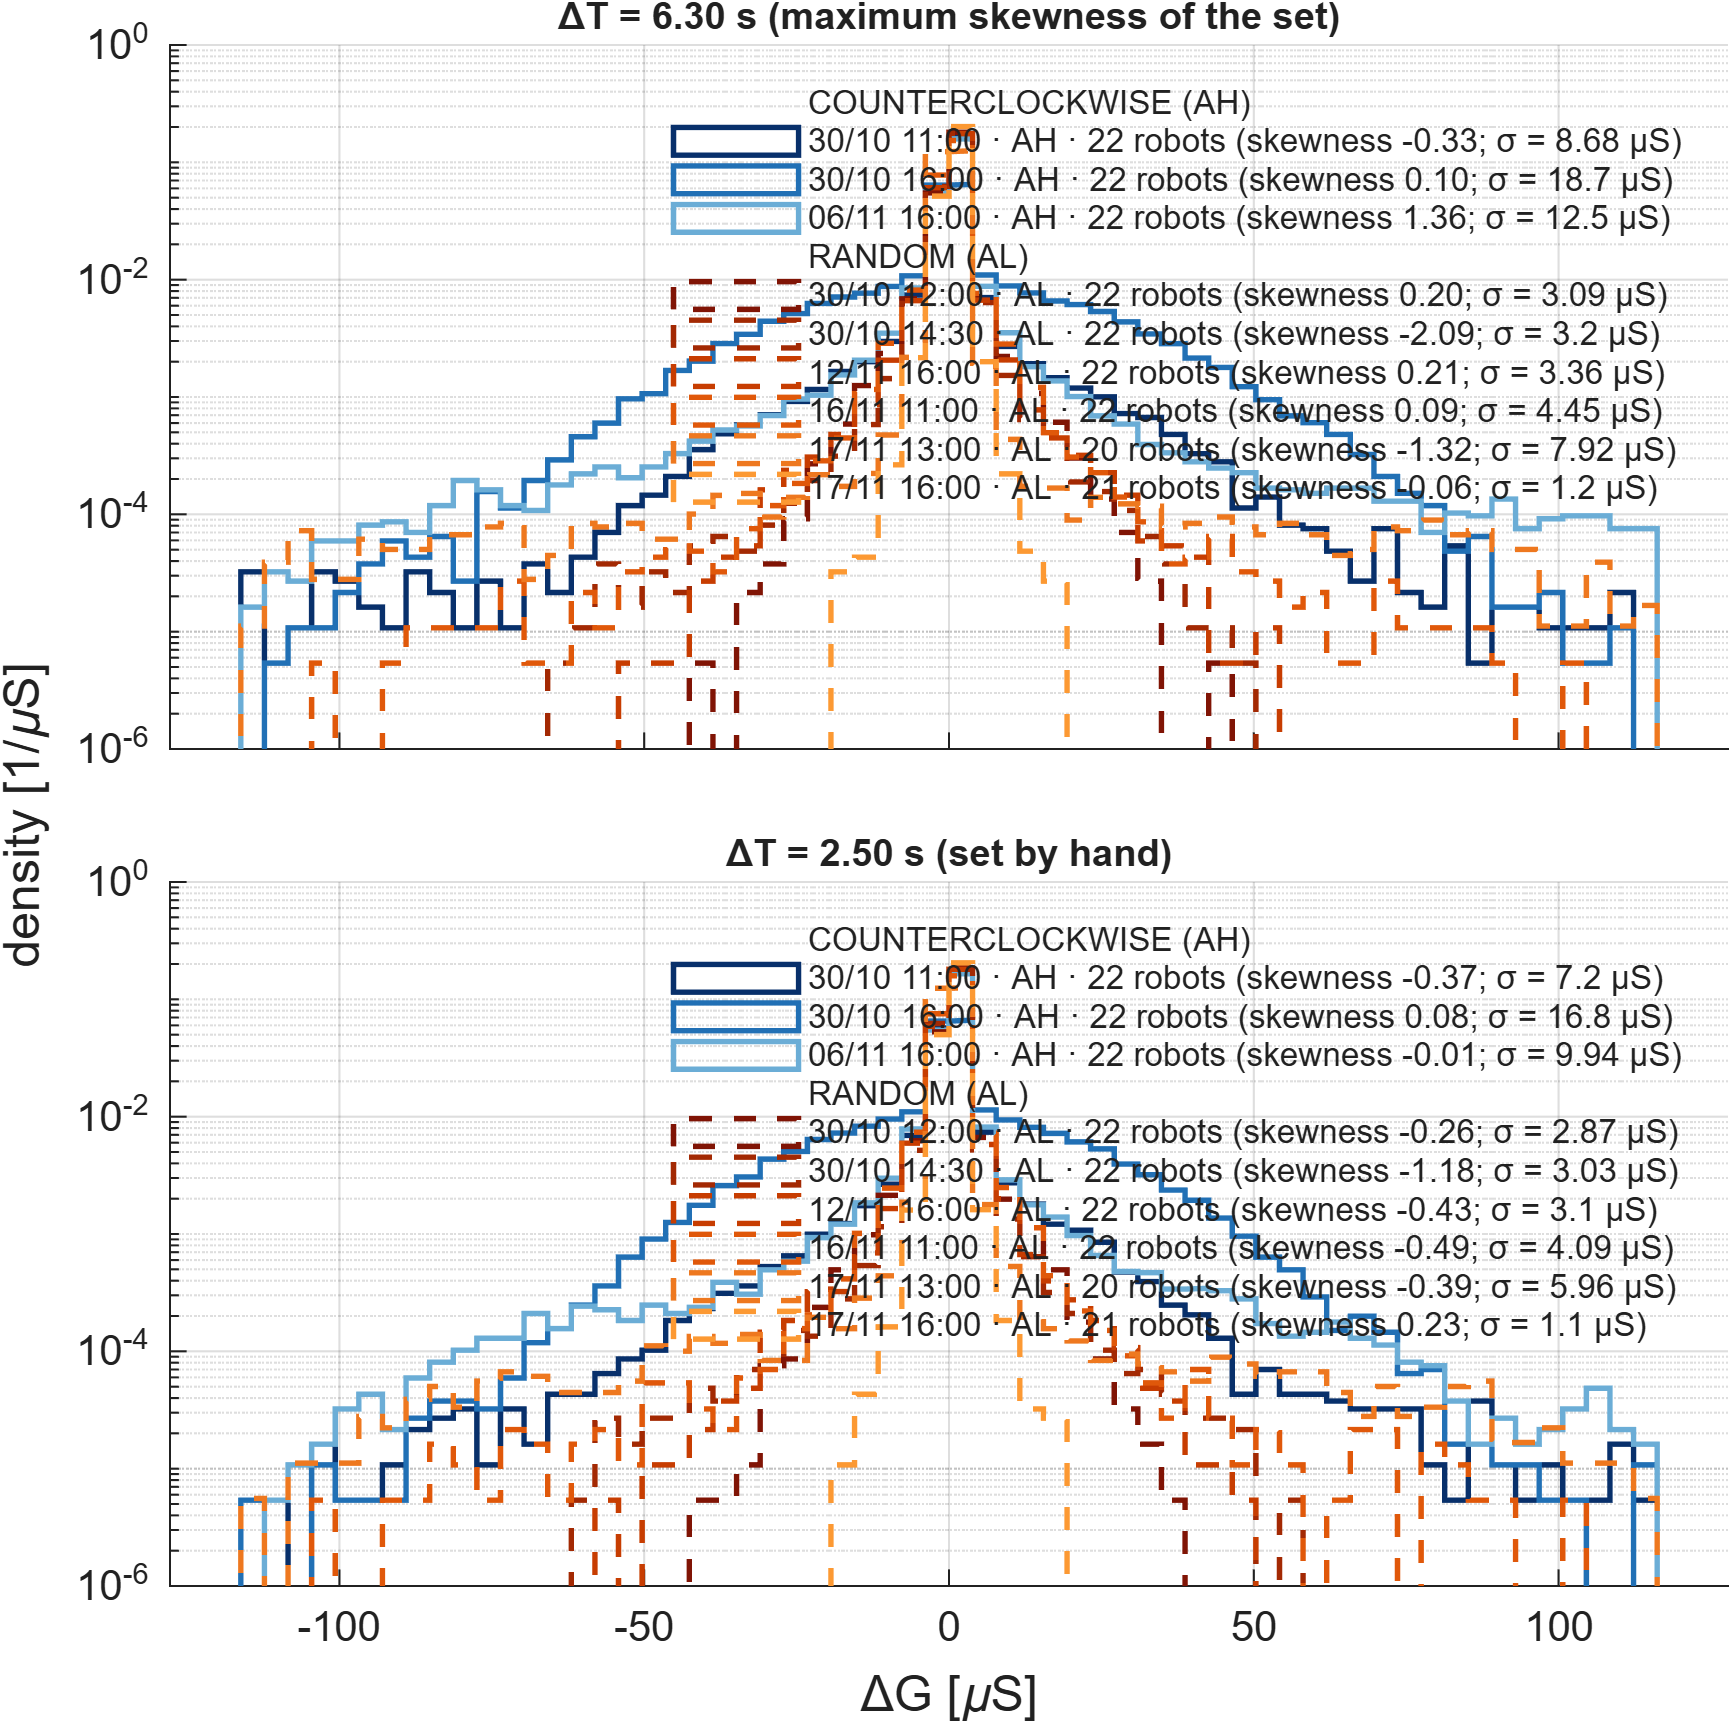 ΔT = 6.30 s (maximum skewness of the set)
10⁰
COUNTERCLOCKWISE (AH)
30/10 11:00 · AH · 22 robots (skewness -0.33; σ = 8.68 µS)
30/10 16:00 · AH · 22 robots (skewness 0.10; σ = 18.7 µS)
06/11 16:00 · AH · 22 robots (skewness 1.36; σ = 12.5 µS)
RANDOM (AL)
10⁻²
30/10 12:00 · AL · 22 robots (skewness 0.20; σ = 3.09 µS)
30/10 14:30 · AL · 22 robots (skewness -2.09; σ = 3.2 µS)
12/11 16:00 · AL · 22 robots (skewness 0.21; σ = 3.36 µS)
16/11 11:00 · AL · 22 robots (skewness 0.09; σ = 4.45 µS)
17/11 13:00 · AL · 20 robots (skewness -1.32; σ = 7.92 µS)
17/11 16:00 · AL · 21 robots (skewness -0.06; σ = 1.2 µS)
10⁻⁴
10⁻⁶
density [1/µS]
ΔT = 2.50 s (set by hand)
10⁰
COUNTERCLOCKWISE (AH)
30/10 11:00 · AH · 22 robots (skewness -0.37; σ = 7.2 µS)
30/10 16:00 · AH · 22 robots (skewness 0.08; σ = 16.8 µS)
06/11 16:00 · AH · 22 robots (skewness -0.01; σ = 9.94 µS)
RANDOM (AL)
10⁻²
30/10 12:00 · AL · 22 robots (skewness -0.26; σ = 2.87 µS)
30/10 14:30 · AL · 22 robots (skewness -1.18; σ = 3.03 µS)
12/11 16:00 · AL · 22 robots (skewness -0.43; σ = 3.1 µS)
16/11 11:00 · AL · 22 robots (skewness -0.49; σ = 4.09 µS)
17/11 13:00 · AL · 20 robots (skewness -0.39; σ = 5.96 µS)
17/11 16:00 · AL · 21 robots (skewness 0.23; σ = 1.1 µS)
10⁻⁴
10⁻⁶
-100 -50 0 50 100
ΔG [µS]